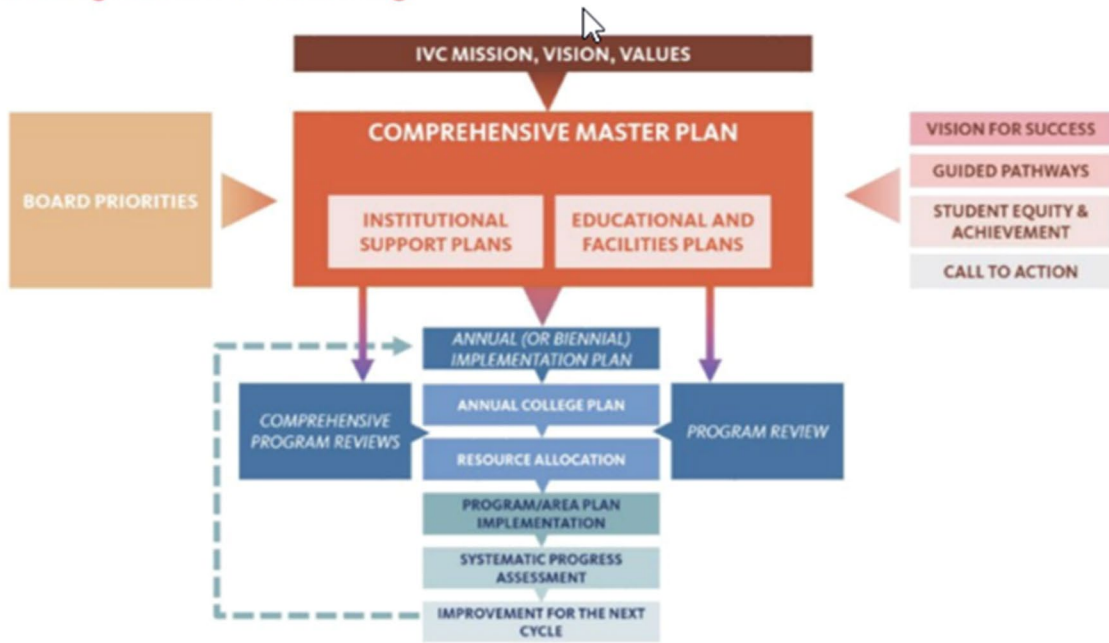 IVC MISSION, VISION, VALUES
COMPREHENSIVE MASTER PLAN
BOARD PRIORITIES
INSTITUTIONAL
SUPPORT PLANS
EDUCATIONAL AND
FACILITIES PLANS
VISION FOR SUCCESS
GUIDED PATHWAYS
STUDENT EQUITY &
ACHIEVEMENT
CALL TO ACTION
ANNUAL (OR BIENNIAL)
IMPLEMENTATION PLAN
COMPREHENSIVE
PROGRAM REVIEWS
ANNUAL COLLEGE PLAN
RESOURCE ALLOCATION
PROGRAM REVIEW
PROGRAM/AREA PLAN
IMPLEMENTATION
SYSTEMATIC PROGRESS
ASSESSMENT
IMPROVEMENT FOR THE NEXT
CYCLE